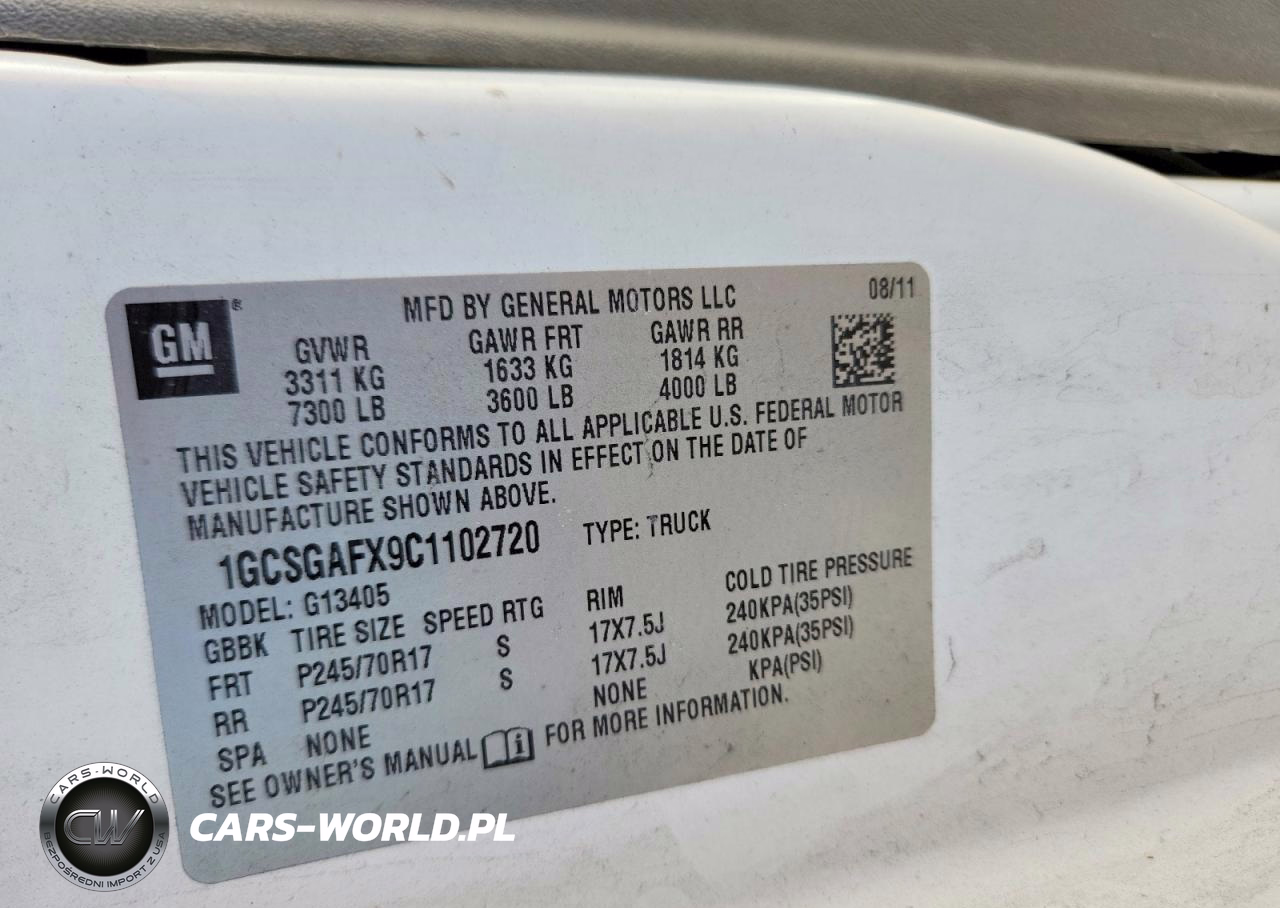 MFD BY GENERAL MOTORS LLC 08/11
GM ®
GVWR GAWR FRT GAWR RR
3311 KG 1633 KG 1814 KG
7300 LB 3600 LB 4000 LB
THIS VEHICLE CONFORMS TO ALL APPLICABLE U.S. FEDERAL MOTOR
VEHICLE SAFETY STANDARDS IN EFFECT ON THE DATE OF
MANUFACTURE SHOWN ABOVE.
1GCSGAFX9C1102720 TYPE: TRUCK
MODEL: G13405
GBBK TIRE SIZE SPEED RTG RIM COLD TIRE PRESSURE
FRT P245/70R17 S 17X7.5J 240KPA(35PSI)
RR P245/70R17 S 17X7.5J 240KPA(35PSI)
SPA NONE NONE KPA(PSI)
SEE OWNER'S MANUAL i FOR MORE INFORMATION.
CARS-WORLD
CW
BEZPOŚREDNI IMPORT Z USA
CARS-WORLD.PL